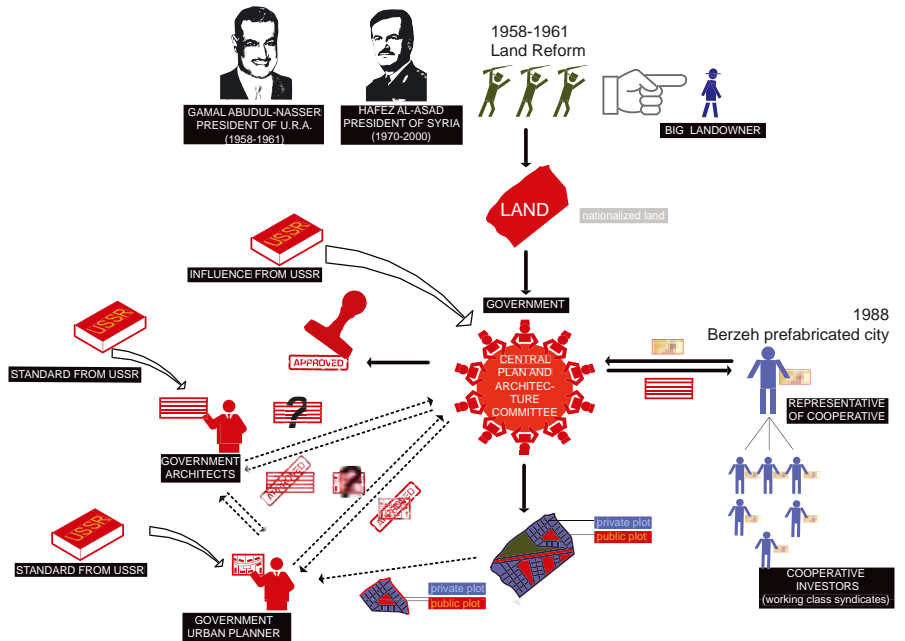 GAMAL ABUDUL-NASSER
PRESIDENT OF U.R.A.
(1958-1961)
HAFEZ AL-ASAD
PRESIDENT OF SYRIA
(1970-2000)
1958-1961
Land Reform
BIG LANDOWNER
LAND
nationalized land
USSR
INFLUENCE FROM USSR
GOVERNMENT
1988
Berzeh prefabricated city
USSR
STANDARD FROM USSR
APPROVED
CENTRAL
PLAN AND
ARCHITEC-
TURE
COMMITTEE
REPRESENTATIVE
OF COOPERATIVE
?
GOVERNMENT
ARCHITECTS
APPROVED
?
APPROVED
USSR
STANDARD FROM USSR
private plot
public plot
private plot
public plot
GOVERNMENT
URBAN PLANNER
COOPERATIVE
INVESTORS
(working class syndicates)